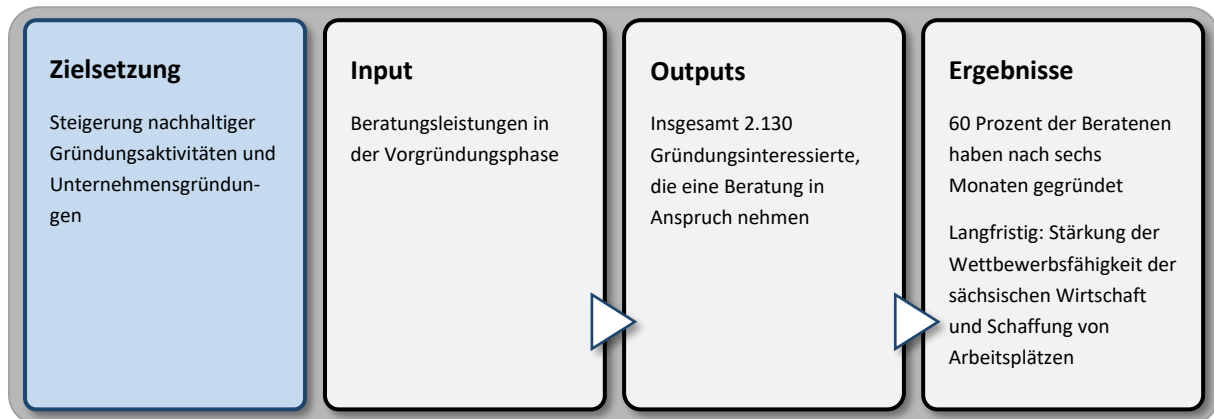 Zielsetzung
Steigerung nachhaltiger
Gründungsaktivitäten und
Unternehmensgründun-
gen
Input
Beratungsleistungen in
der Vorgründungsphase
Outputs
Insgesamt 2.130
Gründungsinteressierte,
die eine Beratung in
Anspruch nehmen
Ergebnisse
60 Prozent der Beratenen
haben nach sechs
Monaten gegründet
Langfristig: Stärkung der
Wettbewerbsfähigkeit der
sächsischen Wirtschaft
und Schaffung von
Arbeitsplätzen